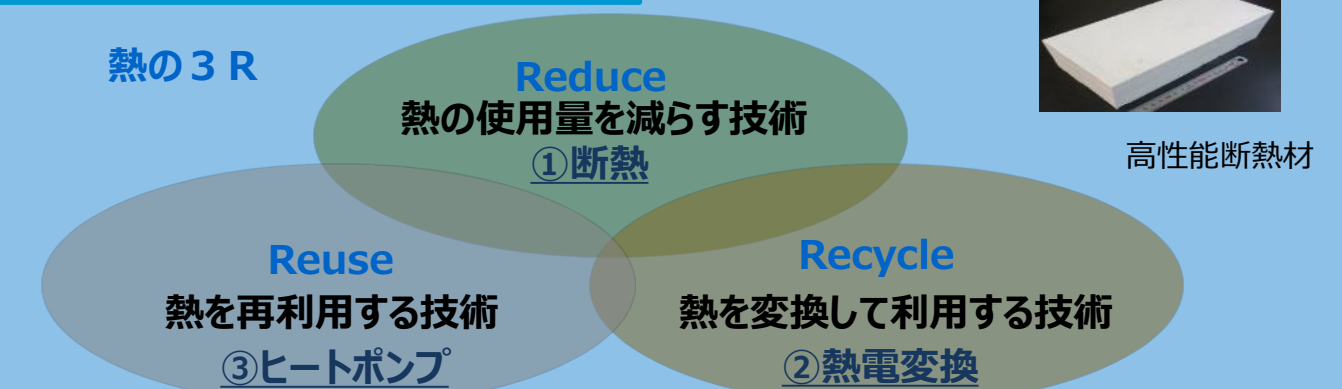 熱の３Ｒ
Reduce
熱の使用量を減らす技術
①断熱
高性能断熱材
Reuse
熱を再利用する技術
③ヒートポンプ
Recycle
熱を変換して利用する技術
②熱電変換